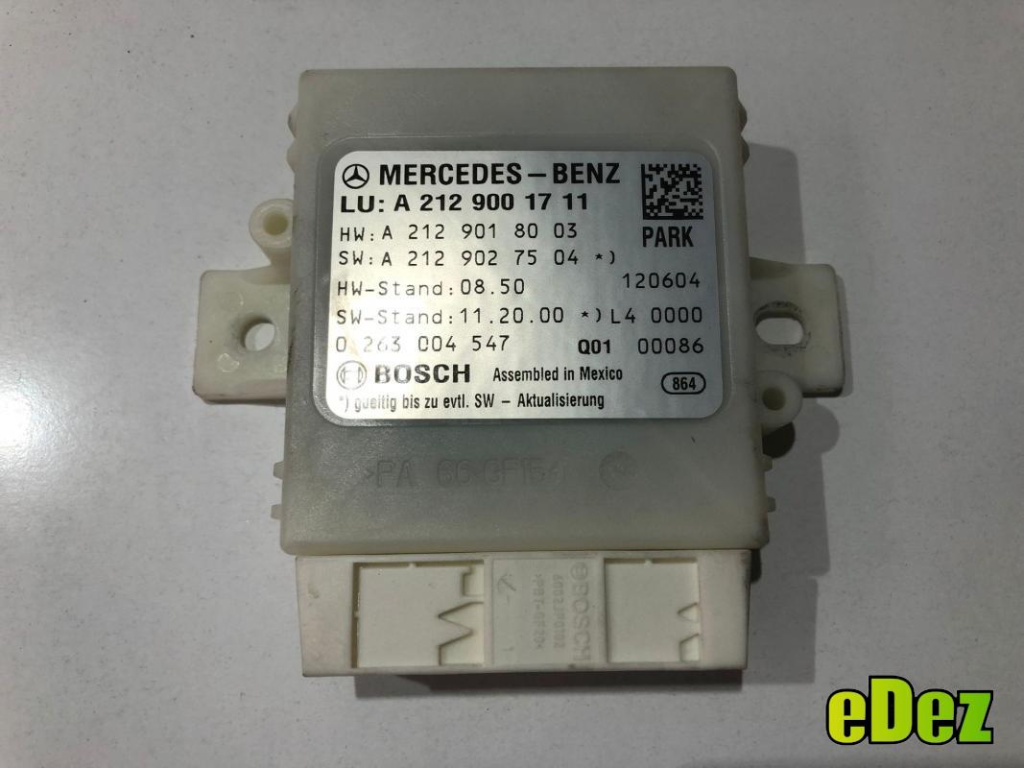 MERCEDES-BENZ
LU: A 212 900 17 11
HW: A 212 901 80 03
PARK
SW: A 212 902 75 04 *)
HW-Stand: 08.50
120604
SW-Stand: 11.20.00 *) L4 0000
0 263 004 547
Q01 00086
BOSCH
Assembled in Mexico
864
*) gueltig bis zu evtl. SW - Aktualisierung
BOSCH
1
eDez